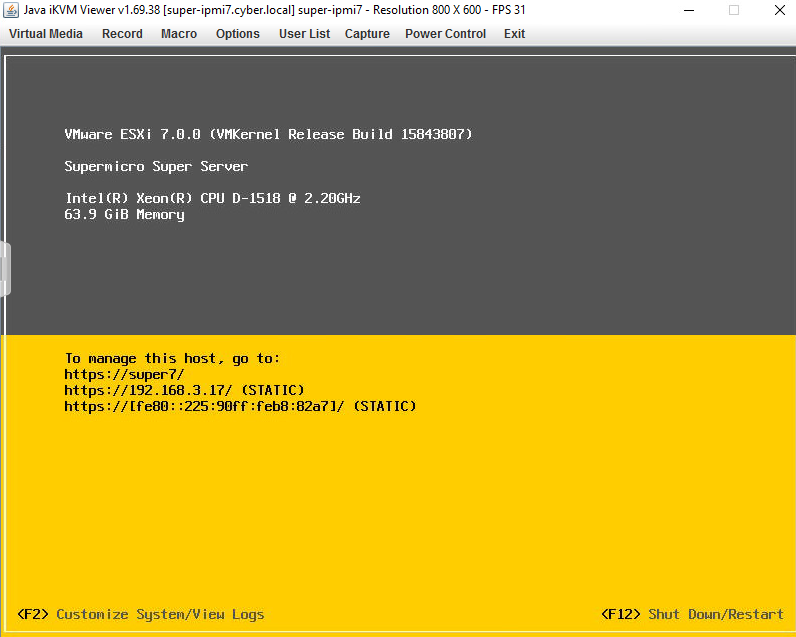 Java iKVM Viewer v1.69.38 [super-ipmi7.cyber.local] super-ipmi7 - Resolution 800 X 600 - FPS 31
Virtual Media Record Macro Options User List Capture Power Control Exit
VMware ESXi 7.0.0 (VMKernel Release Build 15843807)
Supermicro Super Server
Intel(R) Xeon(R) CPU D-1518 @ 2.20GHz
63.9 GiB Memory
To manage this host, go to:
https://super7/
https://192.168.3.17/ (STATIC)
https://[fe80::225:90ff:feb8:82a7]/ (STATIC)
<F2> Customize System/View Logs <F12> Shut Down/Restart